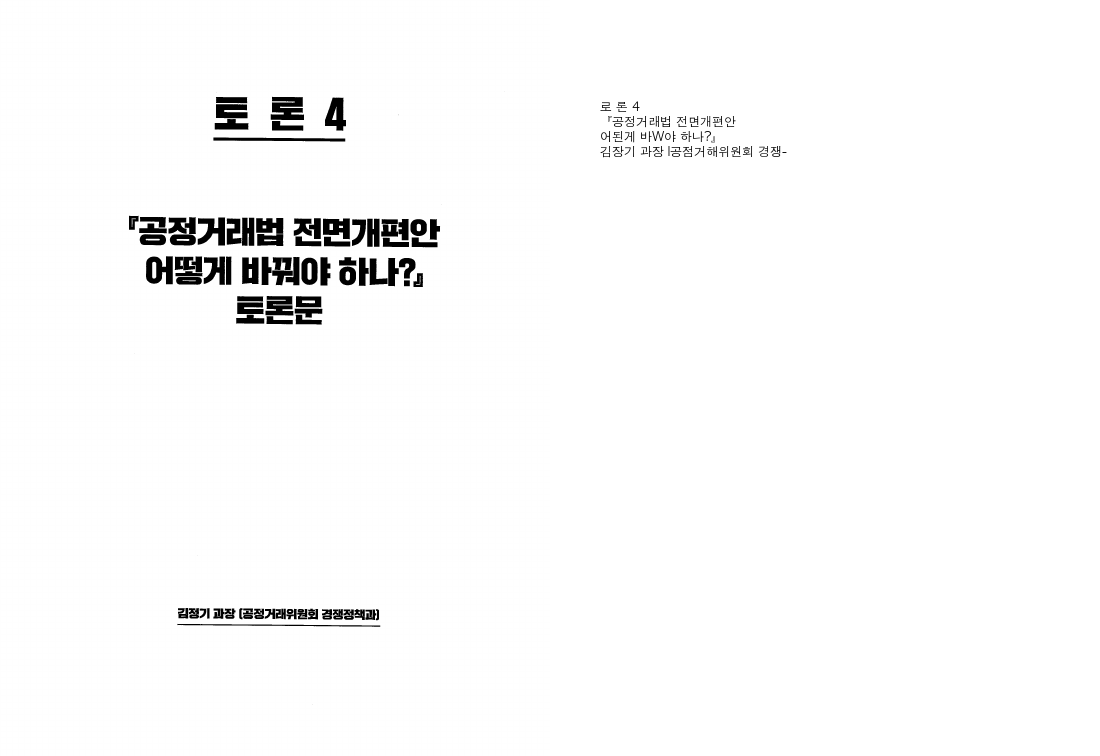 토 론 4
『공정거래법 전면개편안
어떻게 바꿔야 하나?』
토론문
김정기 과장 (공정거래위원회 경쟁정책과)
로 론 4
『공정거래법 전면개편안
어된게 바W야 하나?』
김장기 과장 l공점거해위원회 경쟁-